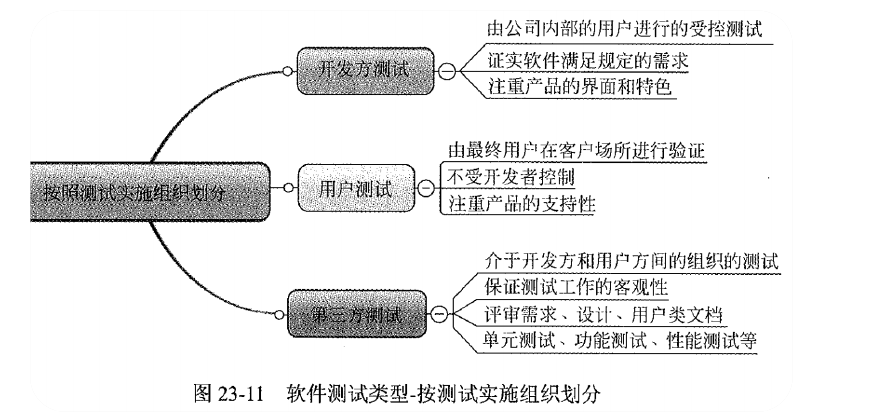 按照测试实施组织划分
开发方测试
由公司内部的用户进行的受控测试
证实软件满足规定的需求
注重产品的界面和特色
用户测试
由最终用户在客户场所进行验证
不受开发者控制
注重产品的支持性
第三方测试
介于开发方和用户方间的组织的测试
保证测试工作的客观性
评审需求、设计、用户类文档
单元测试、功能测试、性能测试等
图 23-11 软件测试类型-按测试实施组织划分